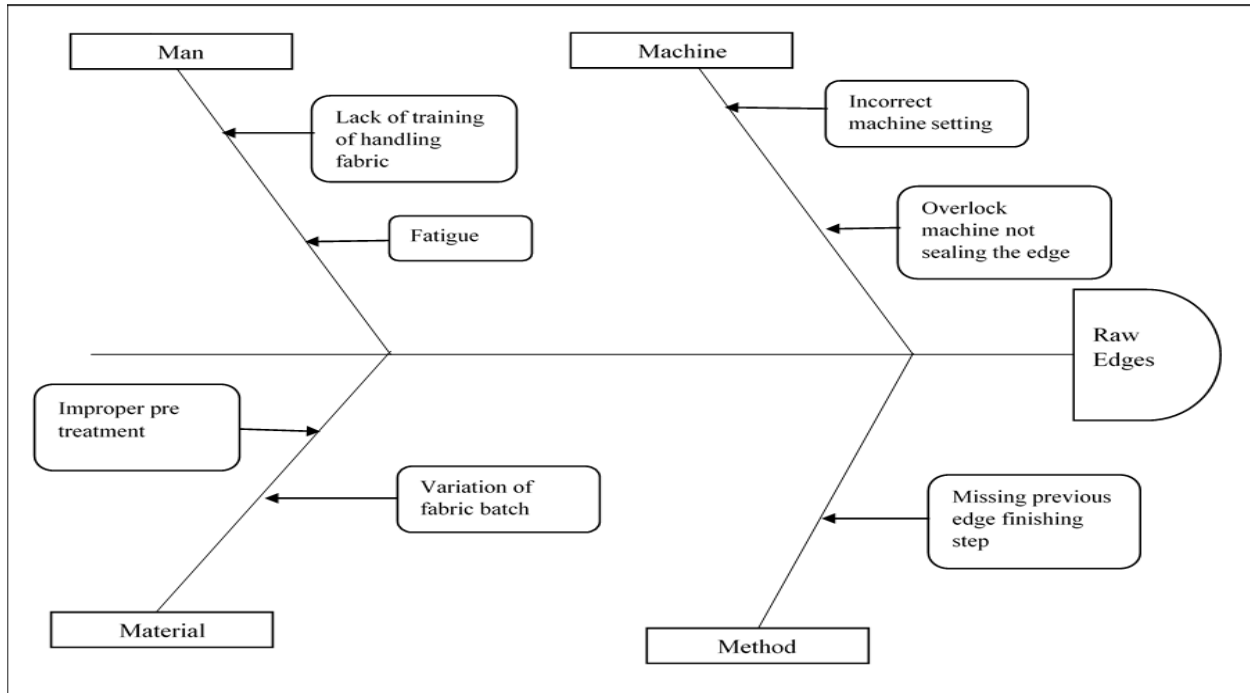 Man
Machine
Lack of training
of handling
fabric
Incorrect
machine setting
Fatigue
Overlock
machine not
sealing the edge
Raw
Edges
Improper pre
treatment
Variation of
fabric batch
Missing previous
edge finishing
step
Material
Method